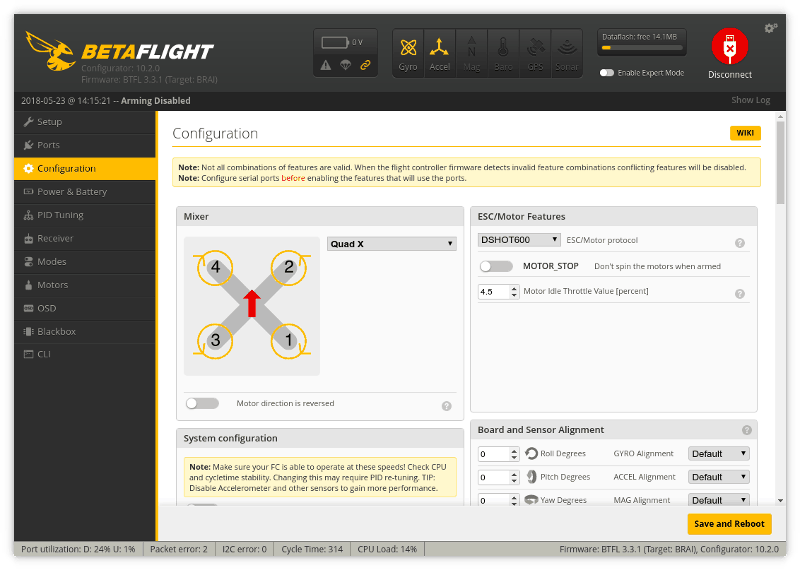 BETAFLIGHT
Configurator: 10.2.0
Firmware: BTFL 3.3.1 (Target: BRAI)
0 V
Gyro
Accel
Mag
Baro
GPS
Sonar
Dataflash: free 14.1MB
Enable Expert Mode
Disconnect
2018-05-23 @ 14:15:21 -- Arming Disabled
Show Log
Setup
Ports
Configuration
Power & Battery
PID Tuning
Receiver
Modes
Motors
OSD
Blackbox
CLI
Configuration
WIKI
Note: Not all combinations of features are valid. When the flight controller firmware detects invalid feature combinations conflicting features will be disabled.
Note: Configure serial ports before enabling the features that will use the ports.
Mixer
4
2
3
1
Quad X
Motor direction is reversed
?
System configuration
Note: Make sure your FC is able to operate at these speeds! Check CPU
and cycletime stability. Changing this may require PID re-tuning. TIP:
Disable Accelerometer and other sensors to gain more performance.
ESC/Motor Features
DSHOT600
ESC/Motor protocol
?
MOTOR_STOP
Don't spin the motors when armed
4.5
Motor Idle Throttle Value [percent]
?
Board and Sensor Alignment
?
0
Roll Degrees
GYRO Alignment
Default
0
Pitch Degrees
ACCEL Alignment
Default
0
Yaw Degrees
MAG Alignment
Default
Save and Reboot
Port utilization: D: 24% U: 1%
Packet error: 2
I2C error: 0
Cycle Time: 314
CPU Load: 14%
Firmware: BTFL 3.3.1 (Target: BRAI), Configurator: 10.2.0